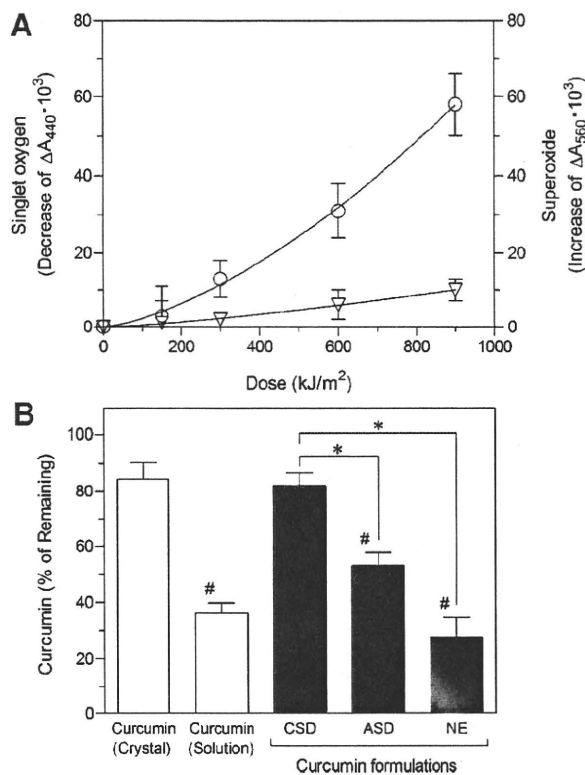 A
80
60
40
20
0
Singlet oxygen
(Decrease of ΔA440·10³)
80
60
40
20
0
Superoxide
(Increase of ΔA560·10³)
0 200 400 600 800 1000
Dose (kJ/m²)
B
100
80
60
40
20
0
Curcumin (% of Remaining)
*
*
#
#
#
Curcumin
(Crystal)
Curcumin
(Solution)
CSD ASD NE
Curcumin formulations